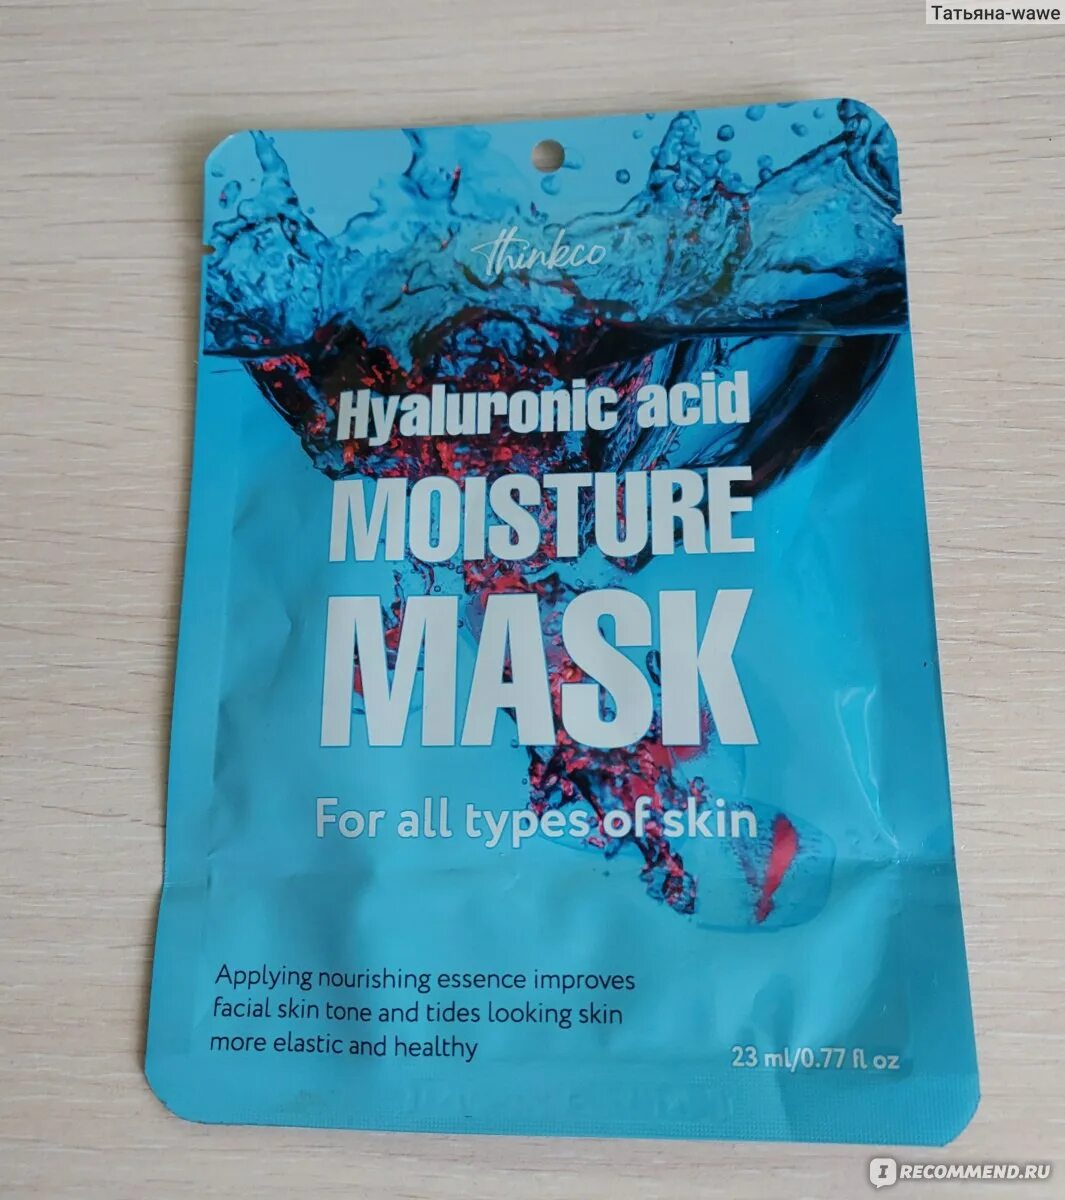 Татьяна-wawe
thinkco
Hyaluronic acid
MOISTURE
MASK
For all types of skin
Applying nourishing essence improves
facial skin tone and tides looking skin
more elastic and healthy
23 ml/0.77 fl oz
I RECOMMEND.RU